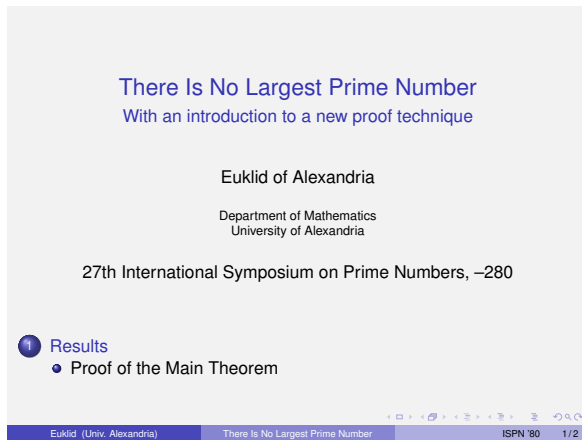 There Is No Largest Prime Number
With an introduction to a new proof technique
Euklid of Alexandria
Department of Mathematics
University of Alexandria
27th International Symposium on Prime Numbers, –280
1 Results
Proof of the Main Theorem
Euklid (Univ. Alexandria) There Is No Largest Prime Number ISPN '80 1 / 2